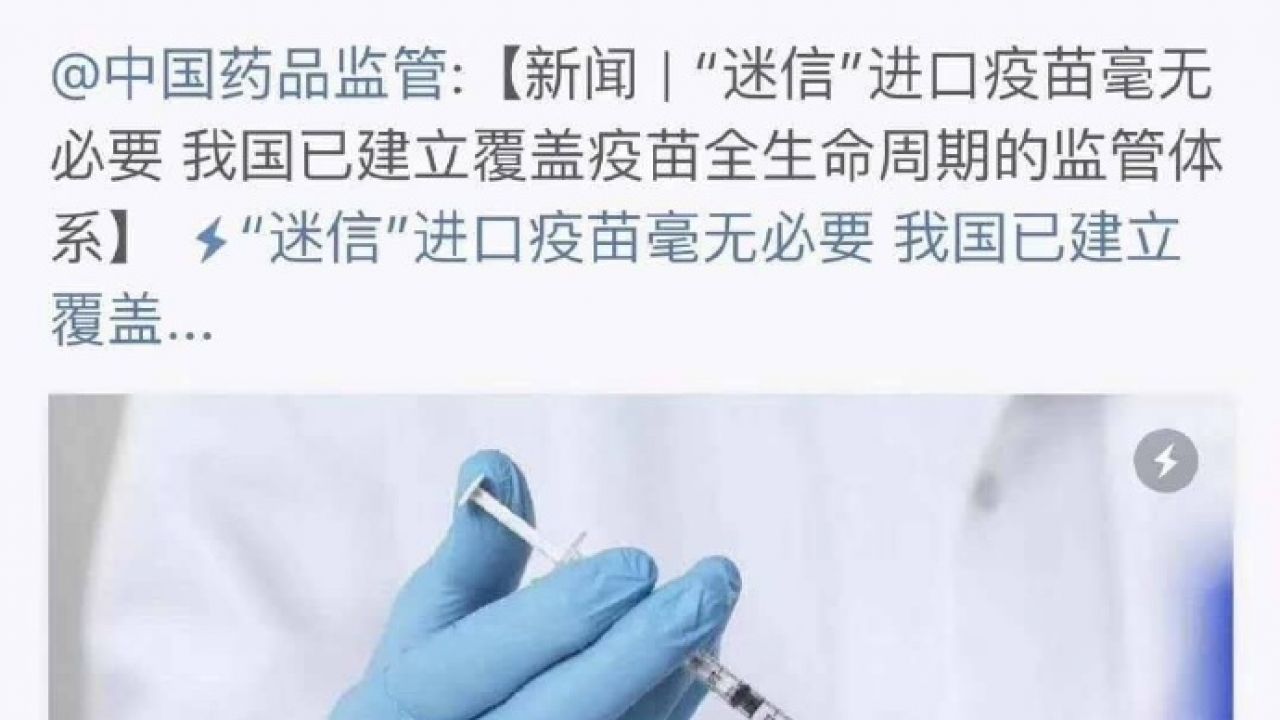 @中国药品监管:【新闻 | “迷信”进口疫苗毫无
必要 我国已建立覆盖疫苗全生命周期的监管体
系】 “迷信”进口疫苗毫无必要 我国已建立
覆盖...